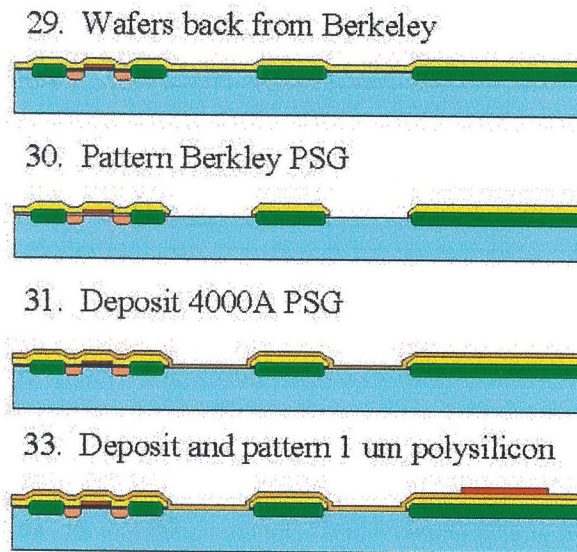 29. Wafers back from Berkeley
30. Pattern Berkley PSG
31. Deposit 4000A PSG
33. Deposit and pattern 1 um polysilicon